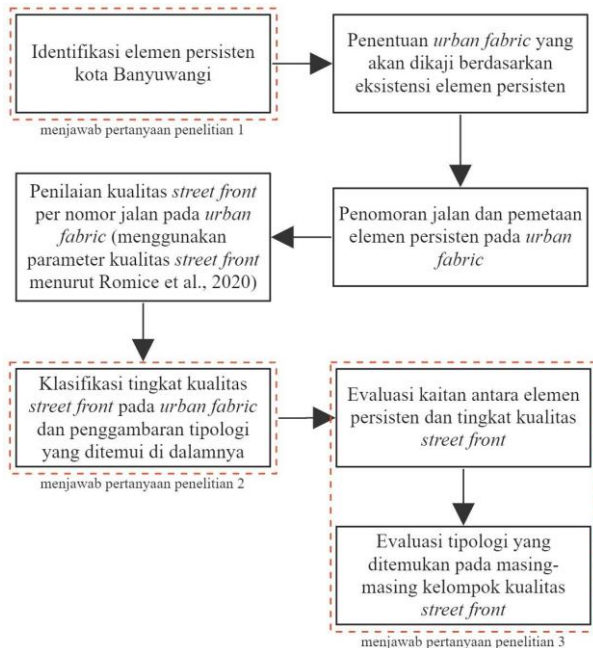 Identifikasi elemen persisten
kota Banyuwangi
menjawab pertanyaan penelitian 1
Penentuan urban fabric yang
akan dikaji berdasarkan
eksistensi elemen persisten
Penomoran jalan dan pemetaan
elemen persisten pada urban
fabric
Penilaian kualitas street front
per nomor jalan pada urban
fabric (menggunakan
parameter kualitas street front
menurut Romice et al., 2020)
Klasifikasi tingkat kualitas
street front pada urban fabric
dan penggambaran tipologi
yang ditemui di dalamnya
menjawab pertanyaan penelitian 2
Evaluasi kaitan antara elemen
persisten dan tingkat kualitas
street front
Evaluasi tipologi yang
ditemukan pada masing-
masing kelompok kualitas
street front
menjawab pertanyaan penelitian 3